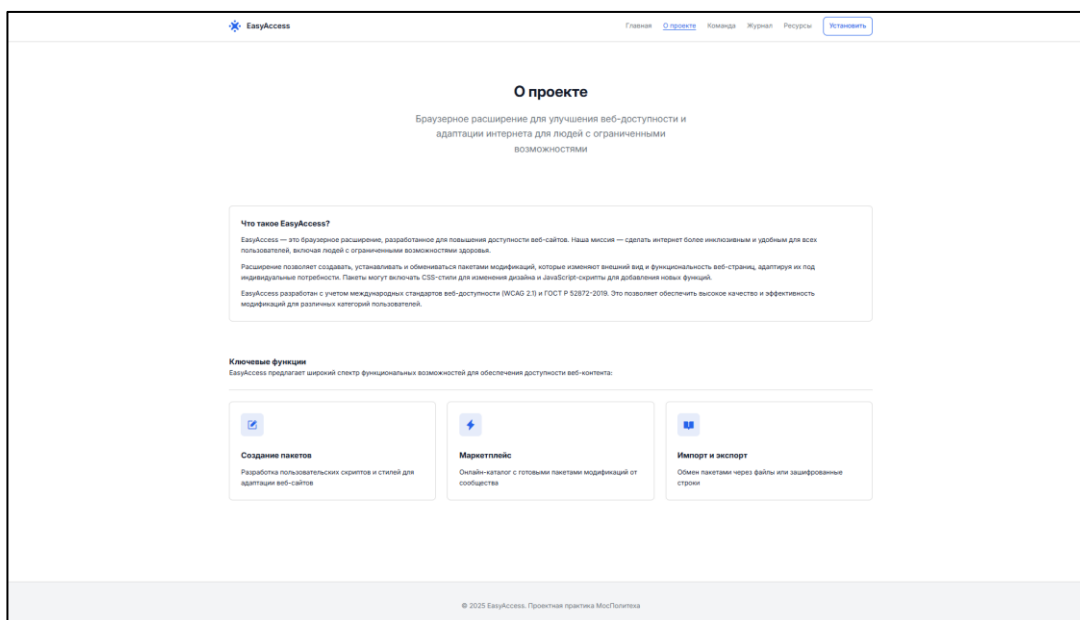 EasyAccess
Главная О проекте Команда Журнал Ресурсы Установить
О проекте
Браузерное расширение для улучшения веб-доступности и
адаптации интернета для людей с ограниченными
возможностями
Что такое EasyAccess?
EasyAccess — это браузерное расширение, разработанное для повышения доступности веб-сайтов. Наша миссия — сделать интернет более инклюзивным и удобным для всех
пользователей, включая людей с ограниченными возможностями здоровья.
Расширение позволяет создавать, устанавливать и обмениваться пакетами модификаций, которые изменяют внешний вид и функциональность веб-страниц, адаптируя их под
индивидуальные потребности. Пакеты могут включать CSS-стили для изменения дизайна и JavaScript-скрипты для добавления новых функций.
EasyAccess разработан с учетом международных стандартов веб-доступности (WCAG 2.1) и ГОСТ Р 52872-2019. Это позволяет обеспечить высокое качество и эффективность
модификаций для различных категорий пользователей.
Ключевые функции
EasyAccess предлагает широкий спектр функциональных возможностей для обеспечения доступности веб-контента:
Создание пакетов
Разработка пользовательских скриптов и стилей для
адаптации веб-сайтов
Маркетплейс
Онлайн-каталог с готовыми пакетами модификаций от
сообщества
Импорт и экспорт
Обмен пакетами через файлы или зашифрованные
строки
© 2025 EasyAccess. Проектная практика МосПолитеха